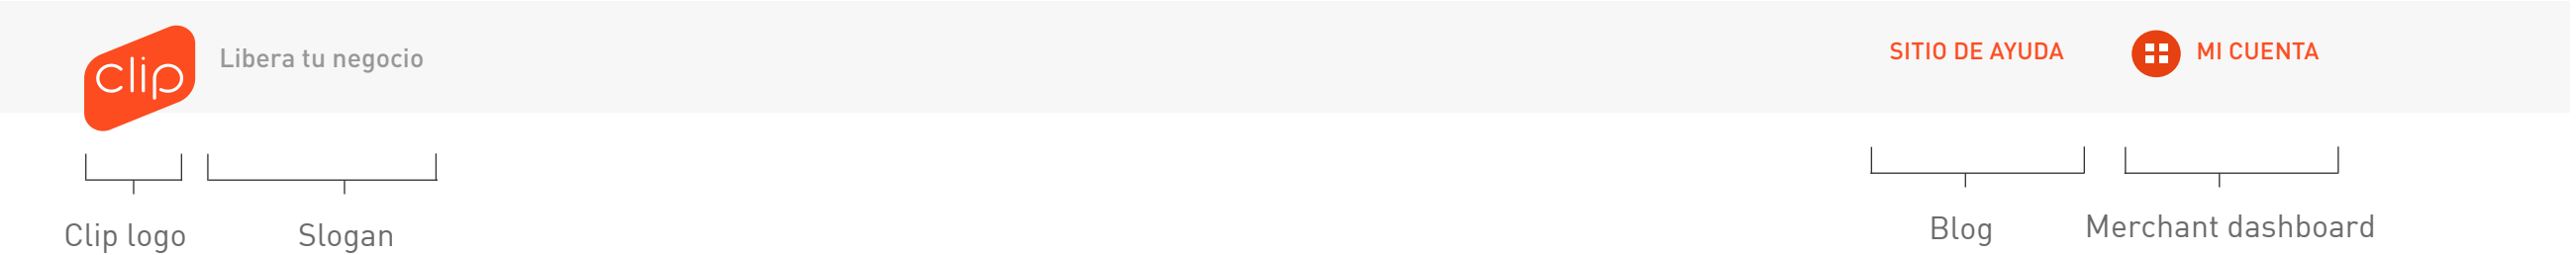 clip
Libera tu negocio
SITIO DE AYUDA
MI CUENTA
Clip logo
Slogan
Blog
Merchant dashboard